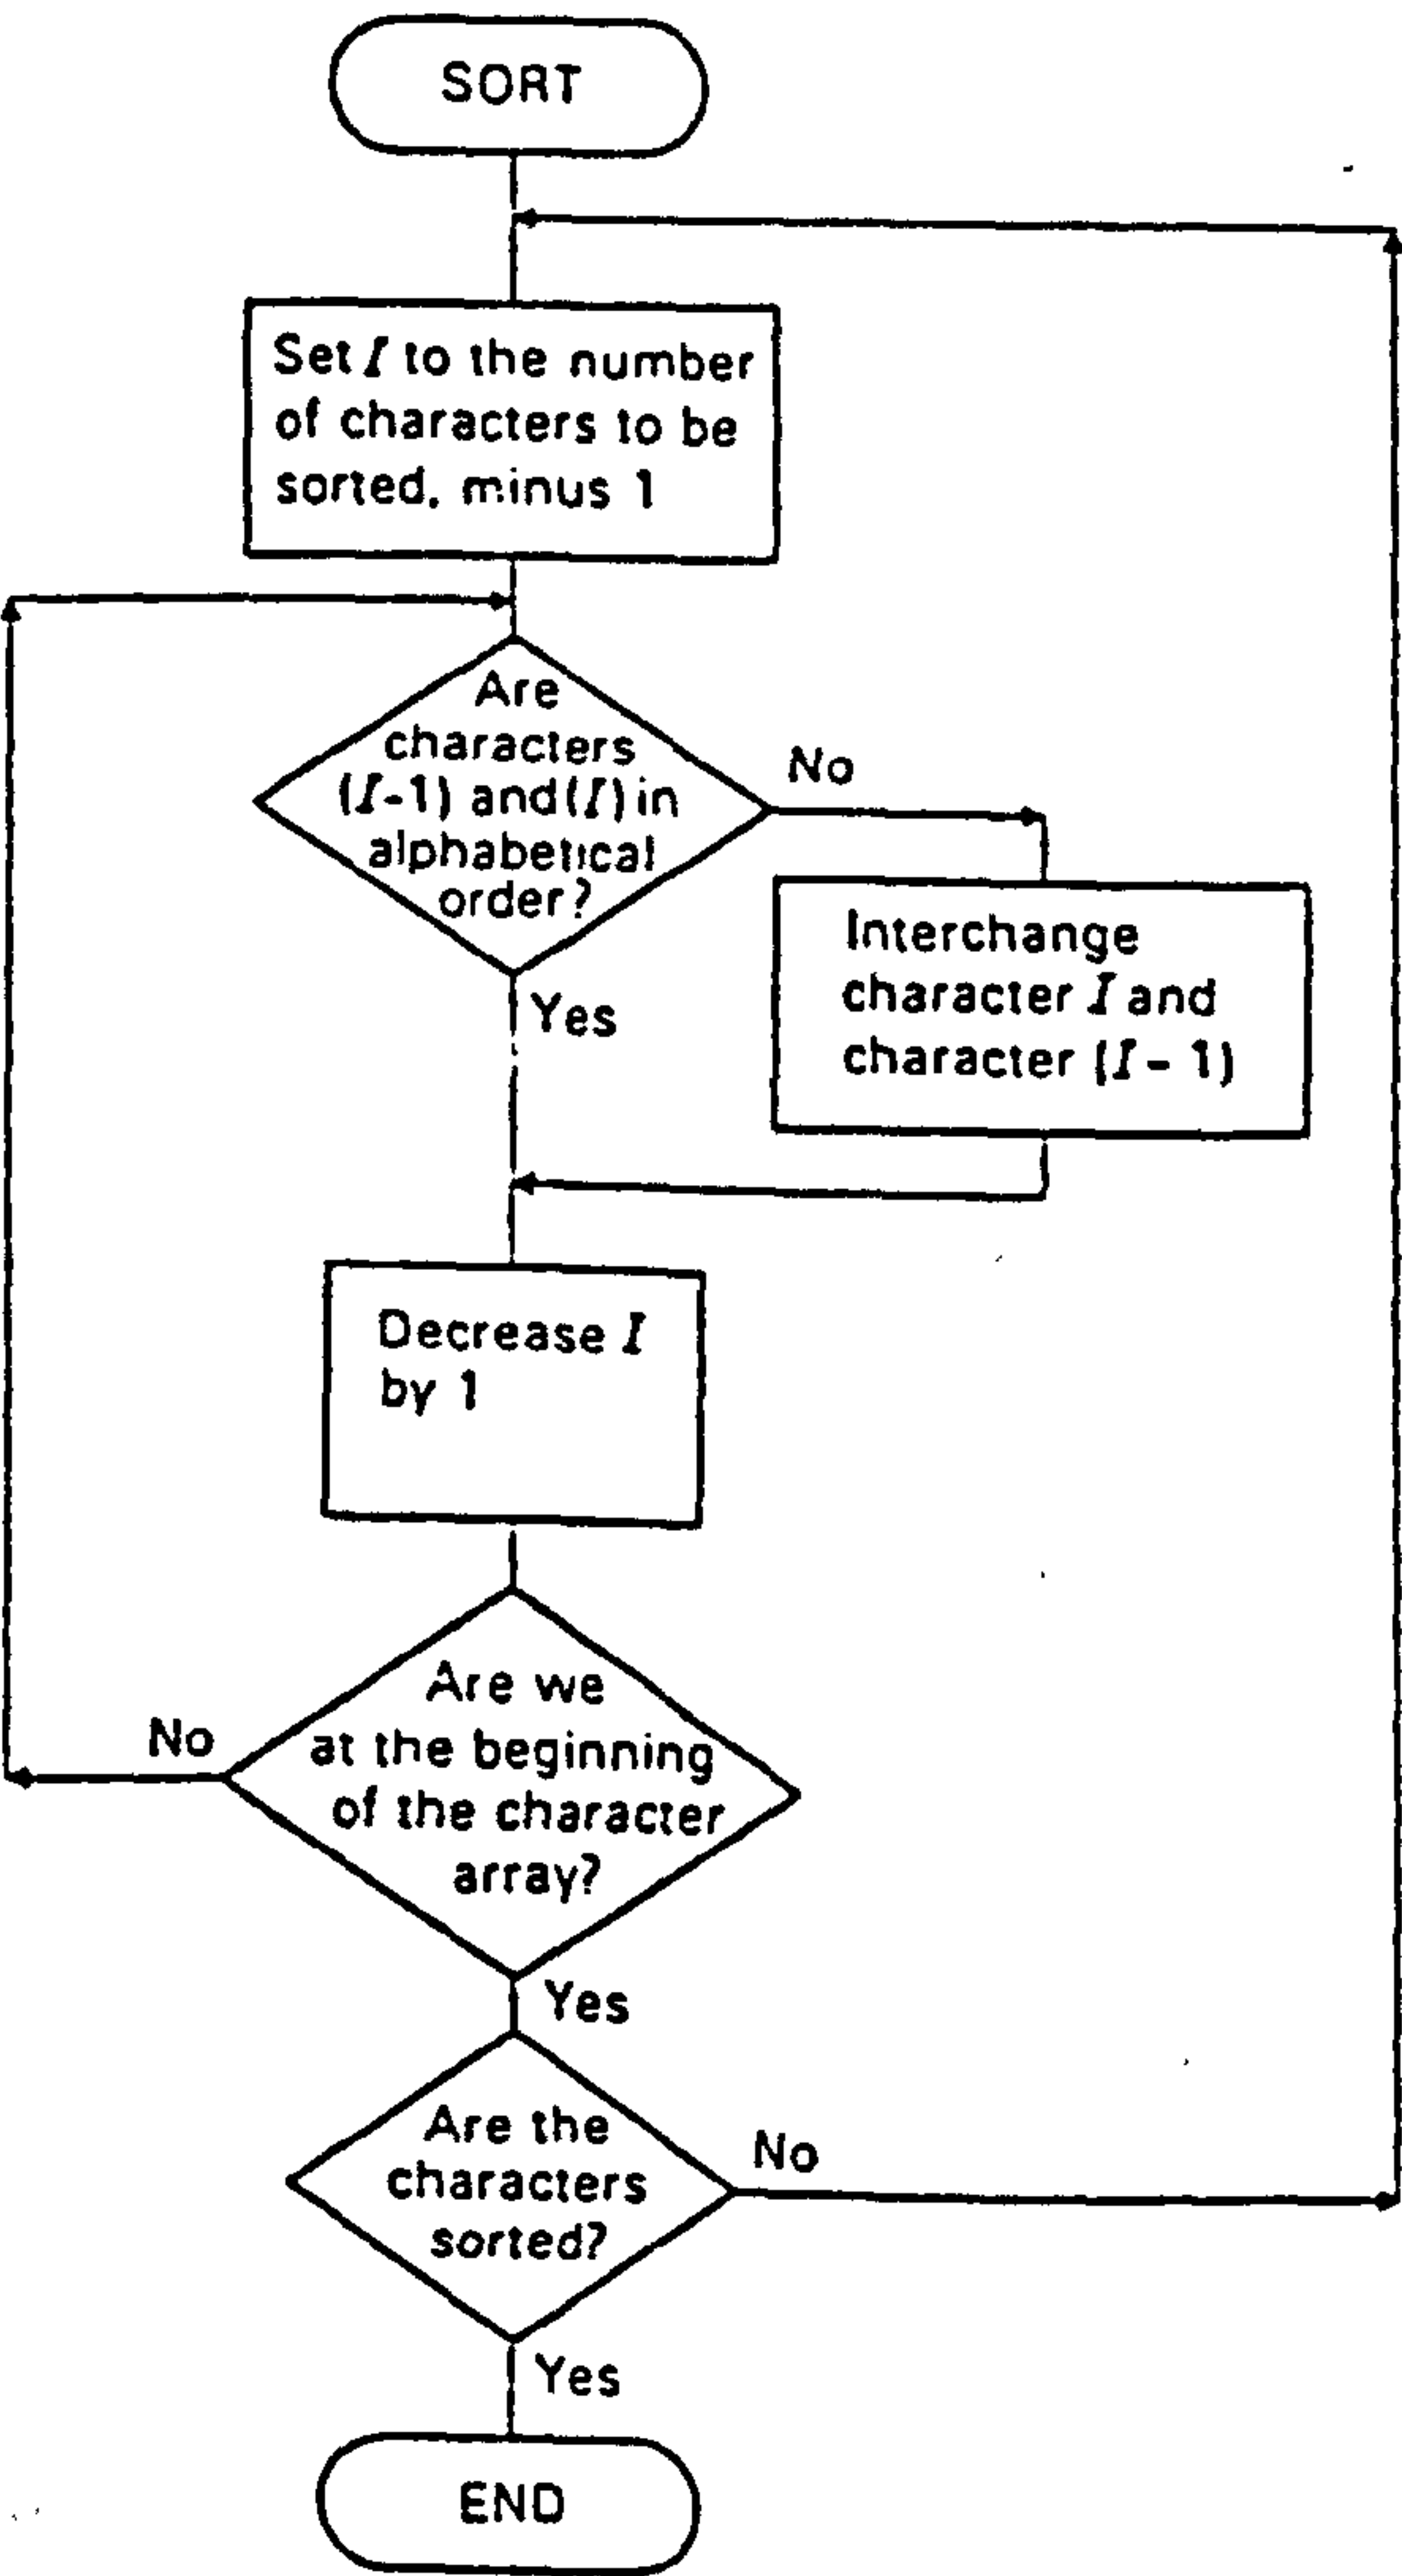 SORT
Set I to the number
of characters to be
sorted, minus 1
Are
characters
(I-1) and (I) in
alphabetical
order?
No
Yes
Interchange
character I and
character (I - 1)
Decrease I
by 1
Are we
at the beginning
of the character
array?
No
Yes
Are the
characters
sorted?
No
Yes
END